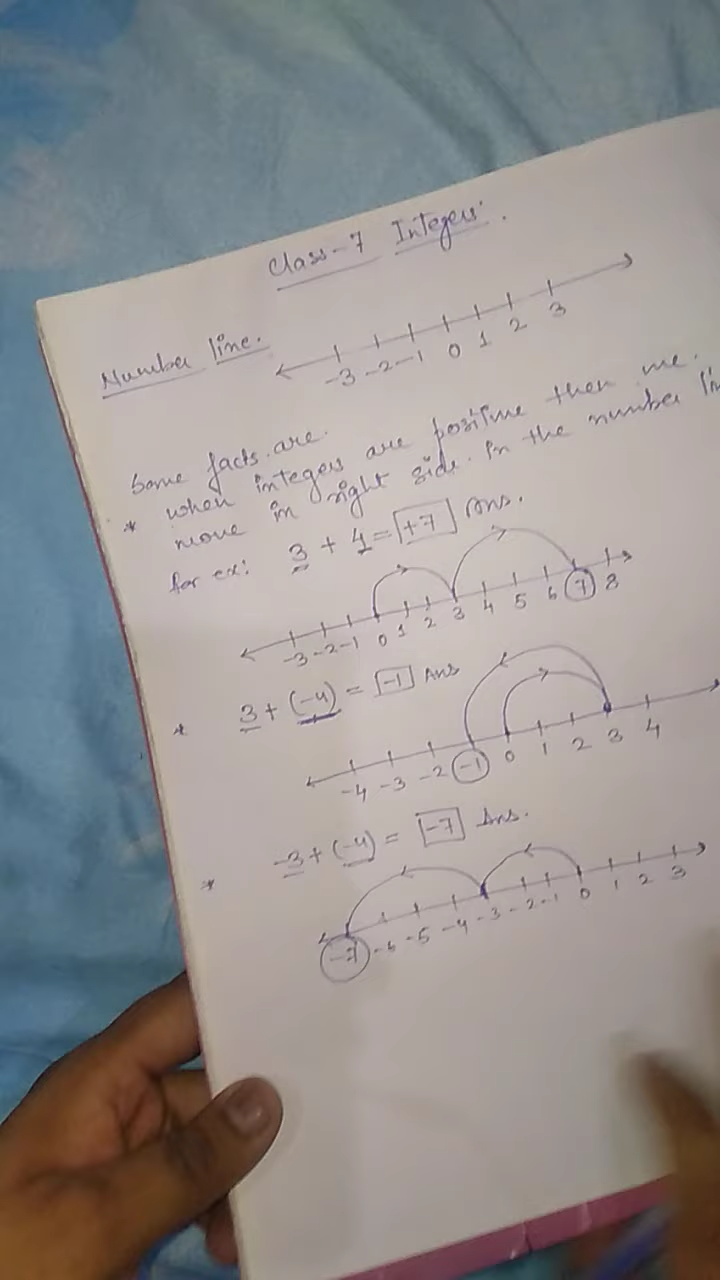 Class-7 Integers.
Number line.
-3 -2 -1 0 1 2 3
Some facts are.
* when integers are positive then me.
move in right side. In the number lin
for ex: 3 + 4 = +7 Ans.
-3 -2 -1 0 1 2 3 4 5 6 7 8
* 3 + (-4) = -1 Ans
-4 -3 -2 -1 0 1 2 3 4
* -3 + (-4) = -7 Ans.
-7 -6 -5 -4 -3 -2 -1 0 1 2 3